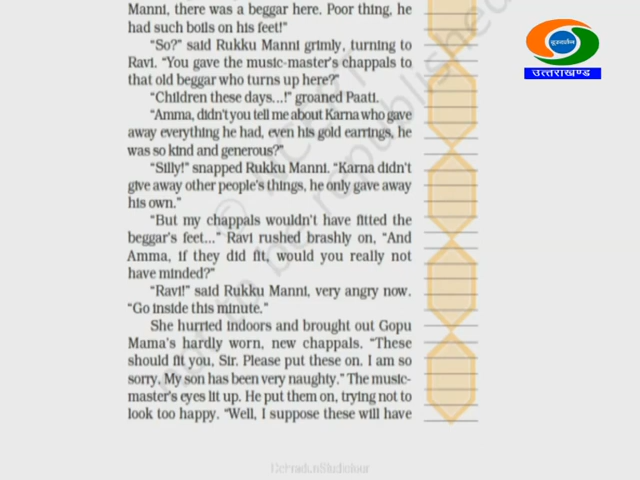 Manni, there was a beggar here. Poor thing, he
had such boils on his feet!"
"So?" said Rukku Manni grimly, turning to
Ravi. "You gave the music-master's chappals to
that old beggar who turns up here?"
"Children these days...!" groaned Paati.
"Amma, didn't you tell me about Karna who gave
away everything he had, even his gold earrings, he
was so kind and generous?"
"Silly!" snapped Rukku Manni. "Karna didn't
give away other people's things, he only gave away
his own."
"But my chappals wouldn't have fitted the
beggar's feet..." Ravi rushed brashly on, "And
Amma, if they did fit, would you really not
have minded?"
"Ravi!" said Rukku Manni, very angry now.
"Go inside this minute."
She hurried indoors and brought out Gopu
Mama's hardly worn, new chappals. "These
should fit you, Sir. Please put these on. I am so
sorry. My son has been very naughty." The music-
master's eyes lit up. He put them on, trying not to
look too happy. "Well, I suppose these will have
दूरदर्शन
उत्तराखण्ड
not to be republished